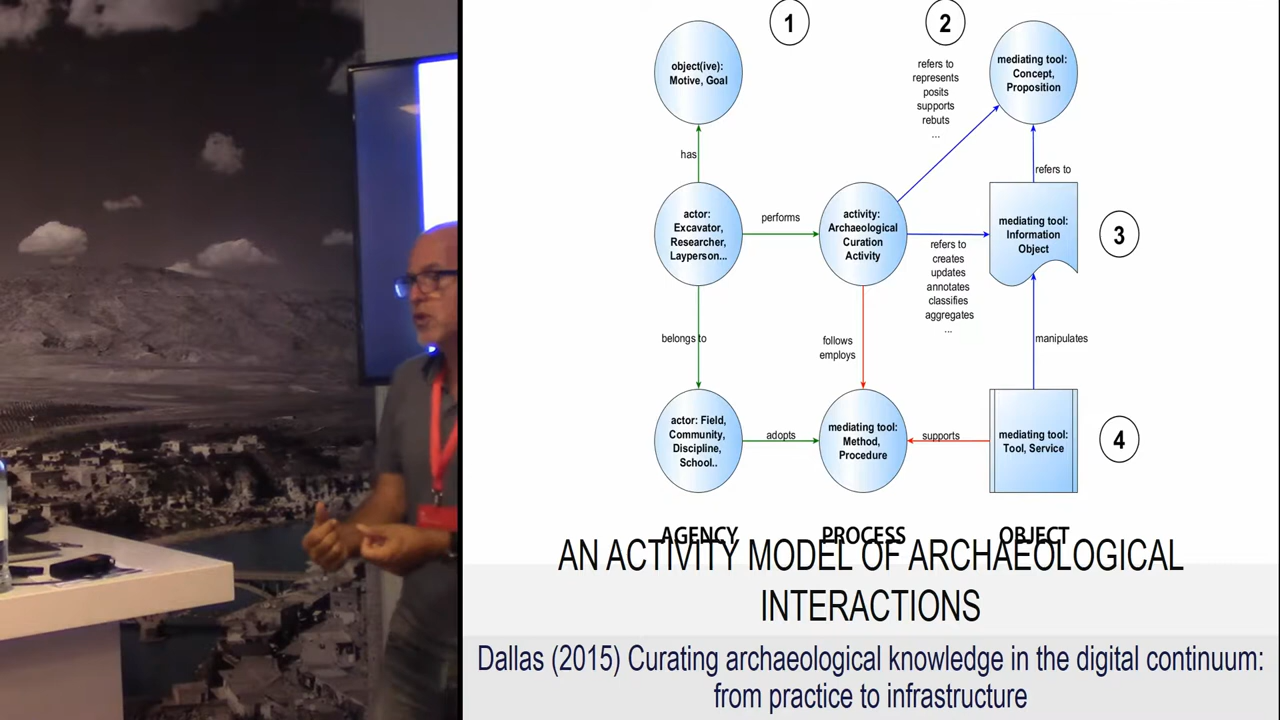 1
2
object(ive):
Motive, Goal
refers to
represents
posits
supports
rebuts
...
mediating tool:
Concept,
Proposition
has
refers to
actor:
Excavator,
Researcher,
Layperson...
performs
activity:
Archaeological
Curation
Activity
refers to
creates
updates
annotates
classifies
aggregates
...
mediating tool:
Information
Object
3
belongs to
follows
employs
manipulates
actor: Field,
Community,
Discipline,
School..
adopts
mediating tool:
Method,
Procedure
supports
mediating tool:
Tool, Service
4
AGENCY
PROCESS
OBJECT
AN ACTIVITY MODEL OF ARCHAEOLOGICAL
INTERACTIONS
Dallas (2015) Curating archaeological knowledge in the digital continuum:
from practice to infrastructure